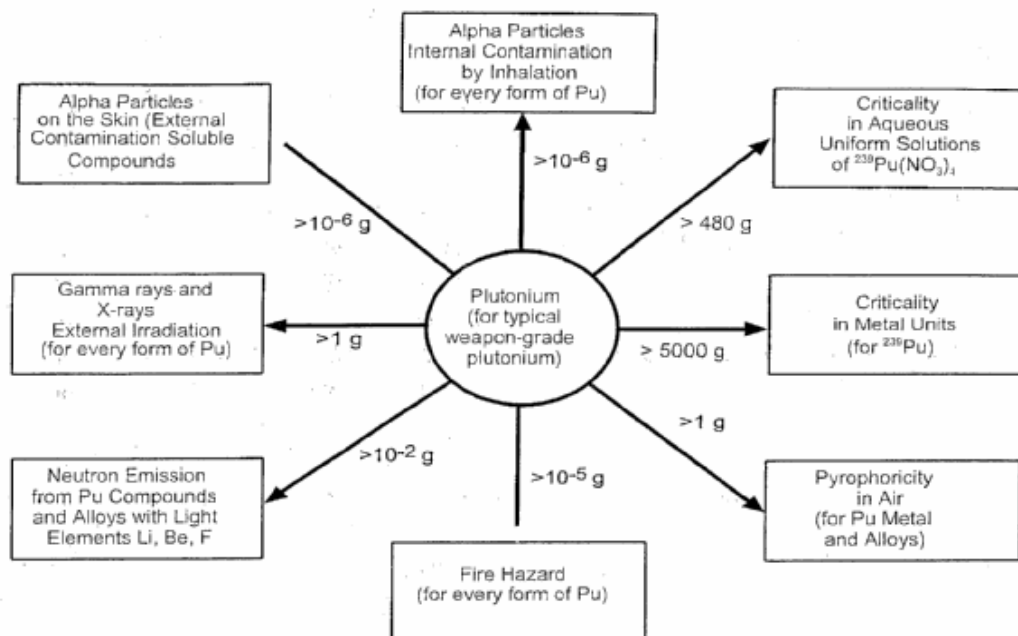 Alpha Particles
Internal Contamination
by Inhalation
(for every form of Pu)
Alpha Particles
on the Skin (External
Contamination Soluble
Compounds
Criticality
in Aqueous
Uniform Solutions
of ²³⁹Pu(NO₃)₄
>10⁻⁶ g
>10⁻⁶ g
> 480 g
Gamma rays and
X-rays
External Irradiation
(for every form of Pu)
>1 g
Plutonium
(for typical
weapon-grade
plutonium)
> 5000 g
Criticality
in Metal Units
(for ²³⁹Pu)
>10⁻² g
>10⁻⁵ g
>1 g
Neutron Emission
from Pu Compounds
and Alloys with Light
Elements Li, Be, F
Fire Hazard
(for every form of Pu)
Pyrophoricity
in Air
(for Pu Metal
and Alloys)